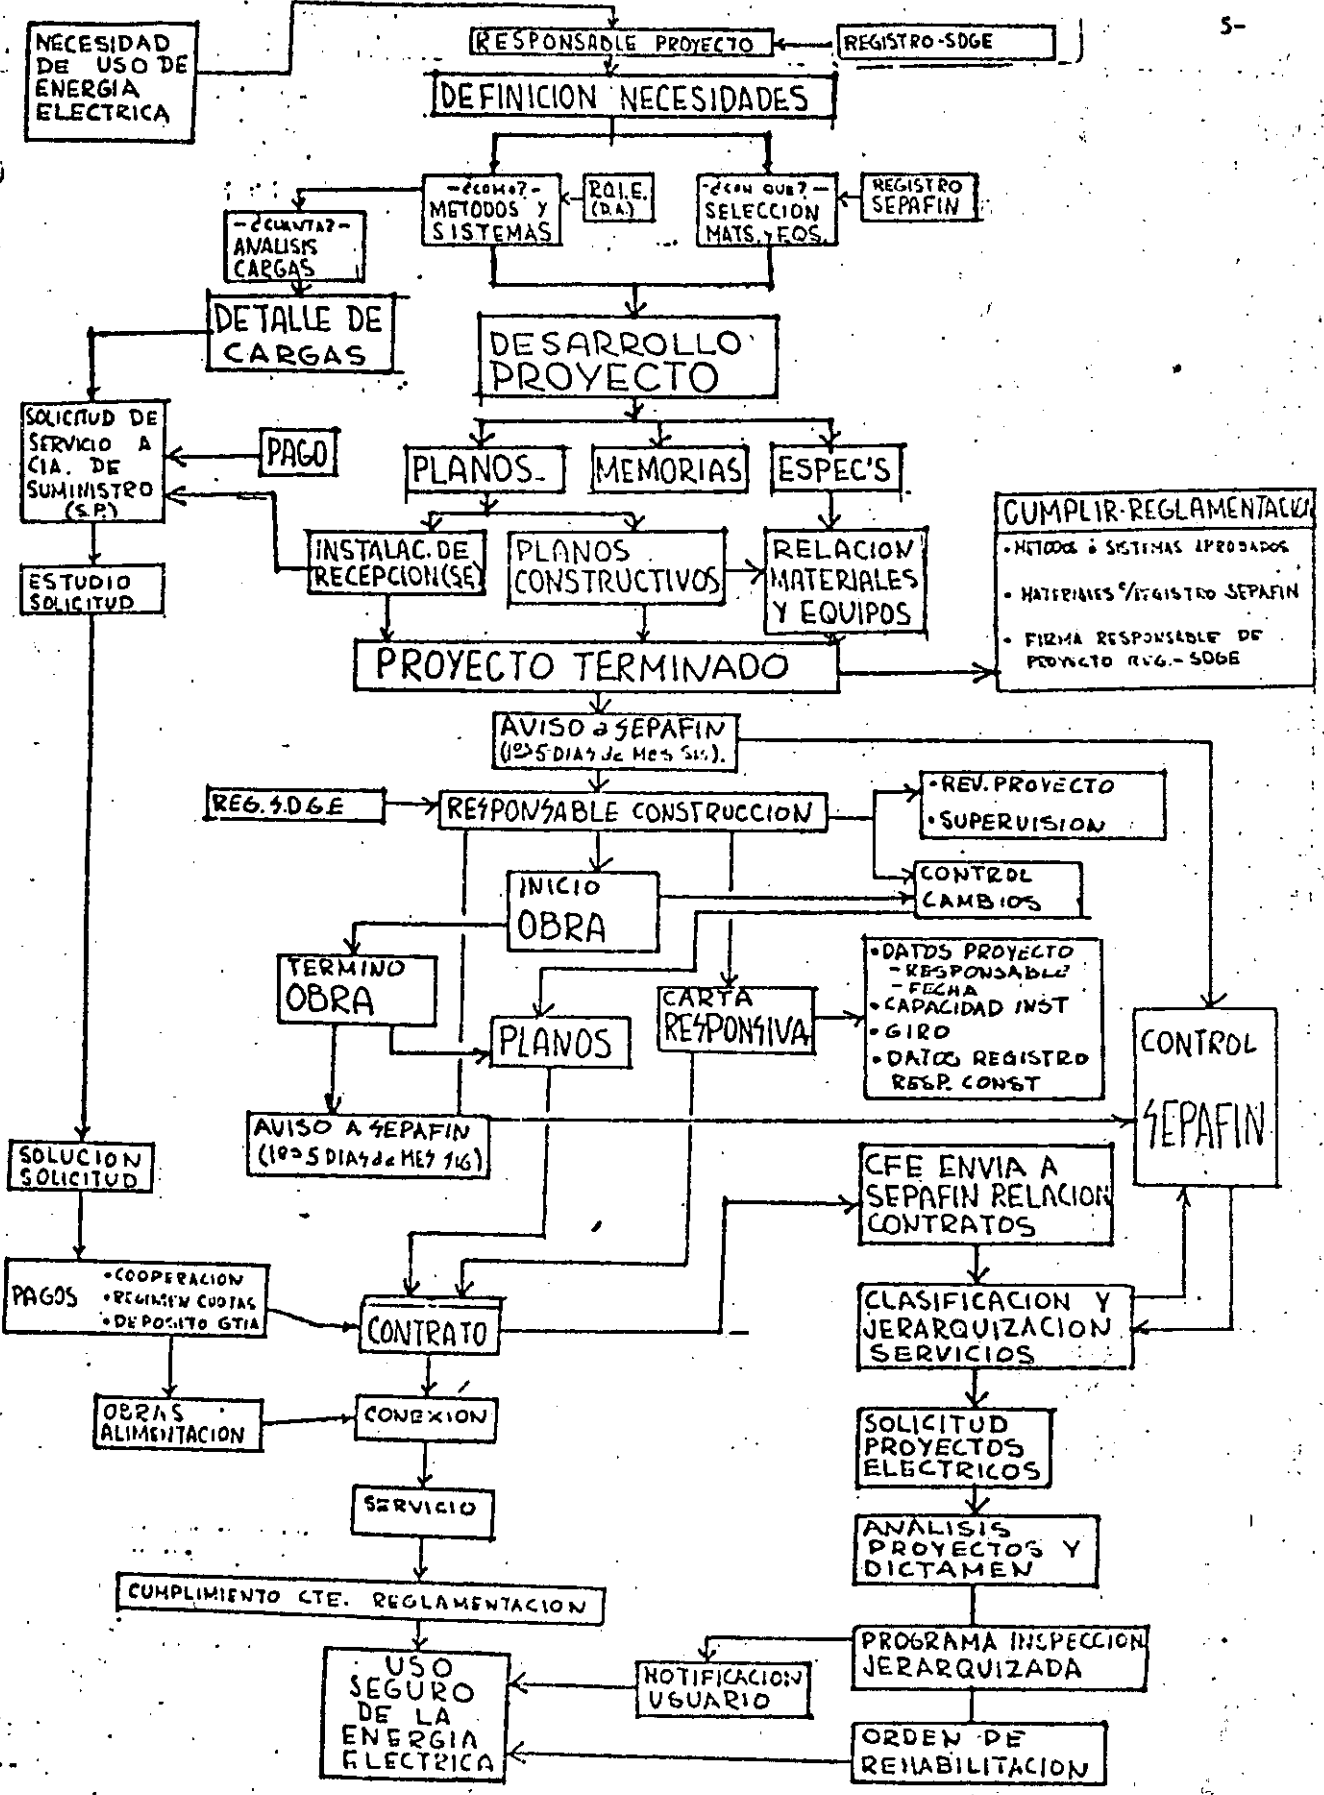 5-
NECESIDAD
DE USO DE
ENERGIA
ELECTRICA
RESPONSABLE PROYECTO
REGISTRO-SDGE
DEFINICION NECESIDADES
-¿COMO?-
METODOS Y
SISTEMAS
R.O.I.E.
(D.A.)
-¿CON QUE?-
SELECCION
MATS. y EQS.
REGISTRO
SEPAFIN
-¿CUANTA?-
ANALISIS
CARGAS
DETALLE DE
CARGAS
DESARROLLO
PROYECTO
SOLICITUD DE
SERVICIO A
CIA. DE
SUMINISTRO
(S.P.)
PAGO
PLANOS-
MEMORIAS
ESPEC'S
CUMPLIR-REGLAMENTACION
• METODOS ó SISTEMAS APROBADOS
• MATERIALES C/REGISTRO SEPAFIN
• FIRMA RESPONSABLE DE
PROYECTO REG.-SDGE
INSTALAC. DE
RECEPCION(SE)
PLANOS
CONSTRUCTIVOS
RELACION
MATERIALES
Y EQUIPOS
ESTUDIO
SOLICITUD
PROYECTO TERMINADO
AVISO a SEPAFIN
(1os 5 DIAS de Mes SIG).
REG. S.D.G.E
RESPONSABLE CONSTRUCCION
• REV. PROYECTO
• SUPERVISION
INICIO
OBRA
CONTROL
CAMBIOS
TERMINO
OBRA
PLANOS
CARTA
RESPONSIVA
• DATOS PROYECTO
- RESPONSABLE
- FECHA
• CAPACIDAD INST
• GIRO
• DATOS REGISTRO
RESP. CONST
CONTROL
SEPAFIN
AVISO A SEPAFIN
(1os 5 DIAS de MES SIG)
SOLUCION
SOLICITUD
CFE ENVIA A
SEPAFIN RELACION
CONTRATOS
PAGOS
• COOPERACION
• REGIMEN CUOTAS
• DEPOSITO GTIA
CONTRATO
CLASIFICACION Y
JERARQUIZACION
SERVICIOS
OBRAS
ALIMENTACION
CONEXION
SOLICITUD
PROYECTOS
ELECTRICOS
SERVICIO
ANALISIS
PROYECTOS Y
DICTAMEN
CUMPLIMIENTO CTE. REGLAMENTACION
USO
SEGURO
DE LA
ENERGIA
ELECTRICA
NOTIFICACION
USUARIO
PROGRAMA INSPECCION
JERARQUIZADA
ORDEN DE
REHABILITACION